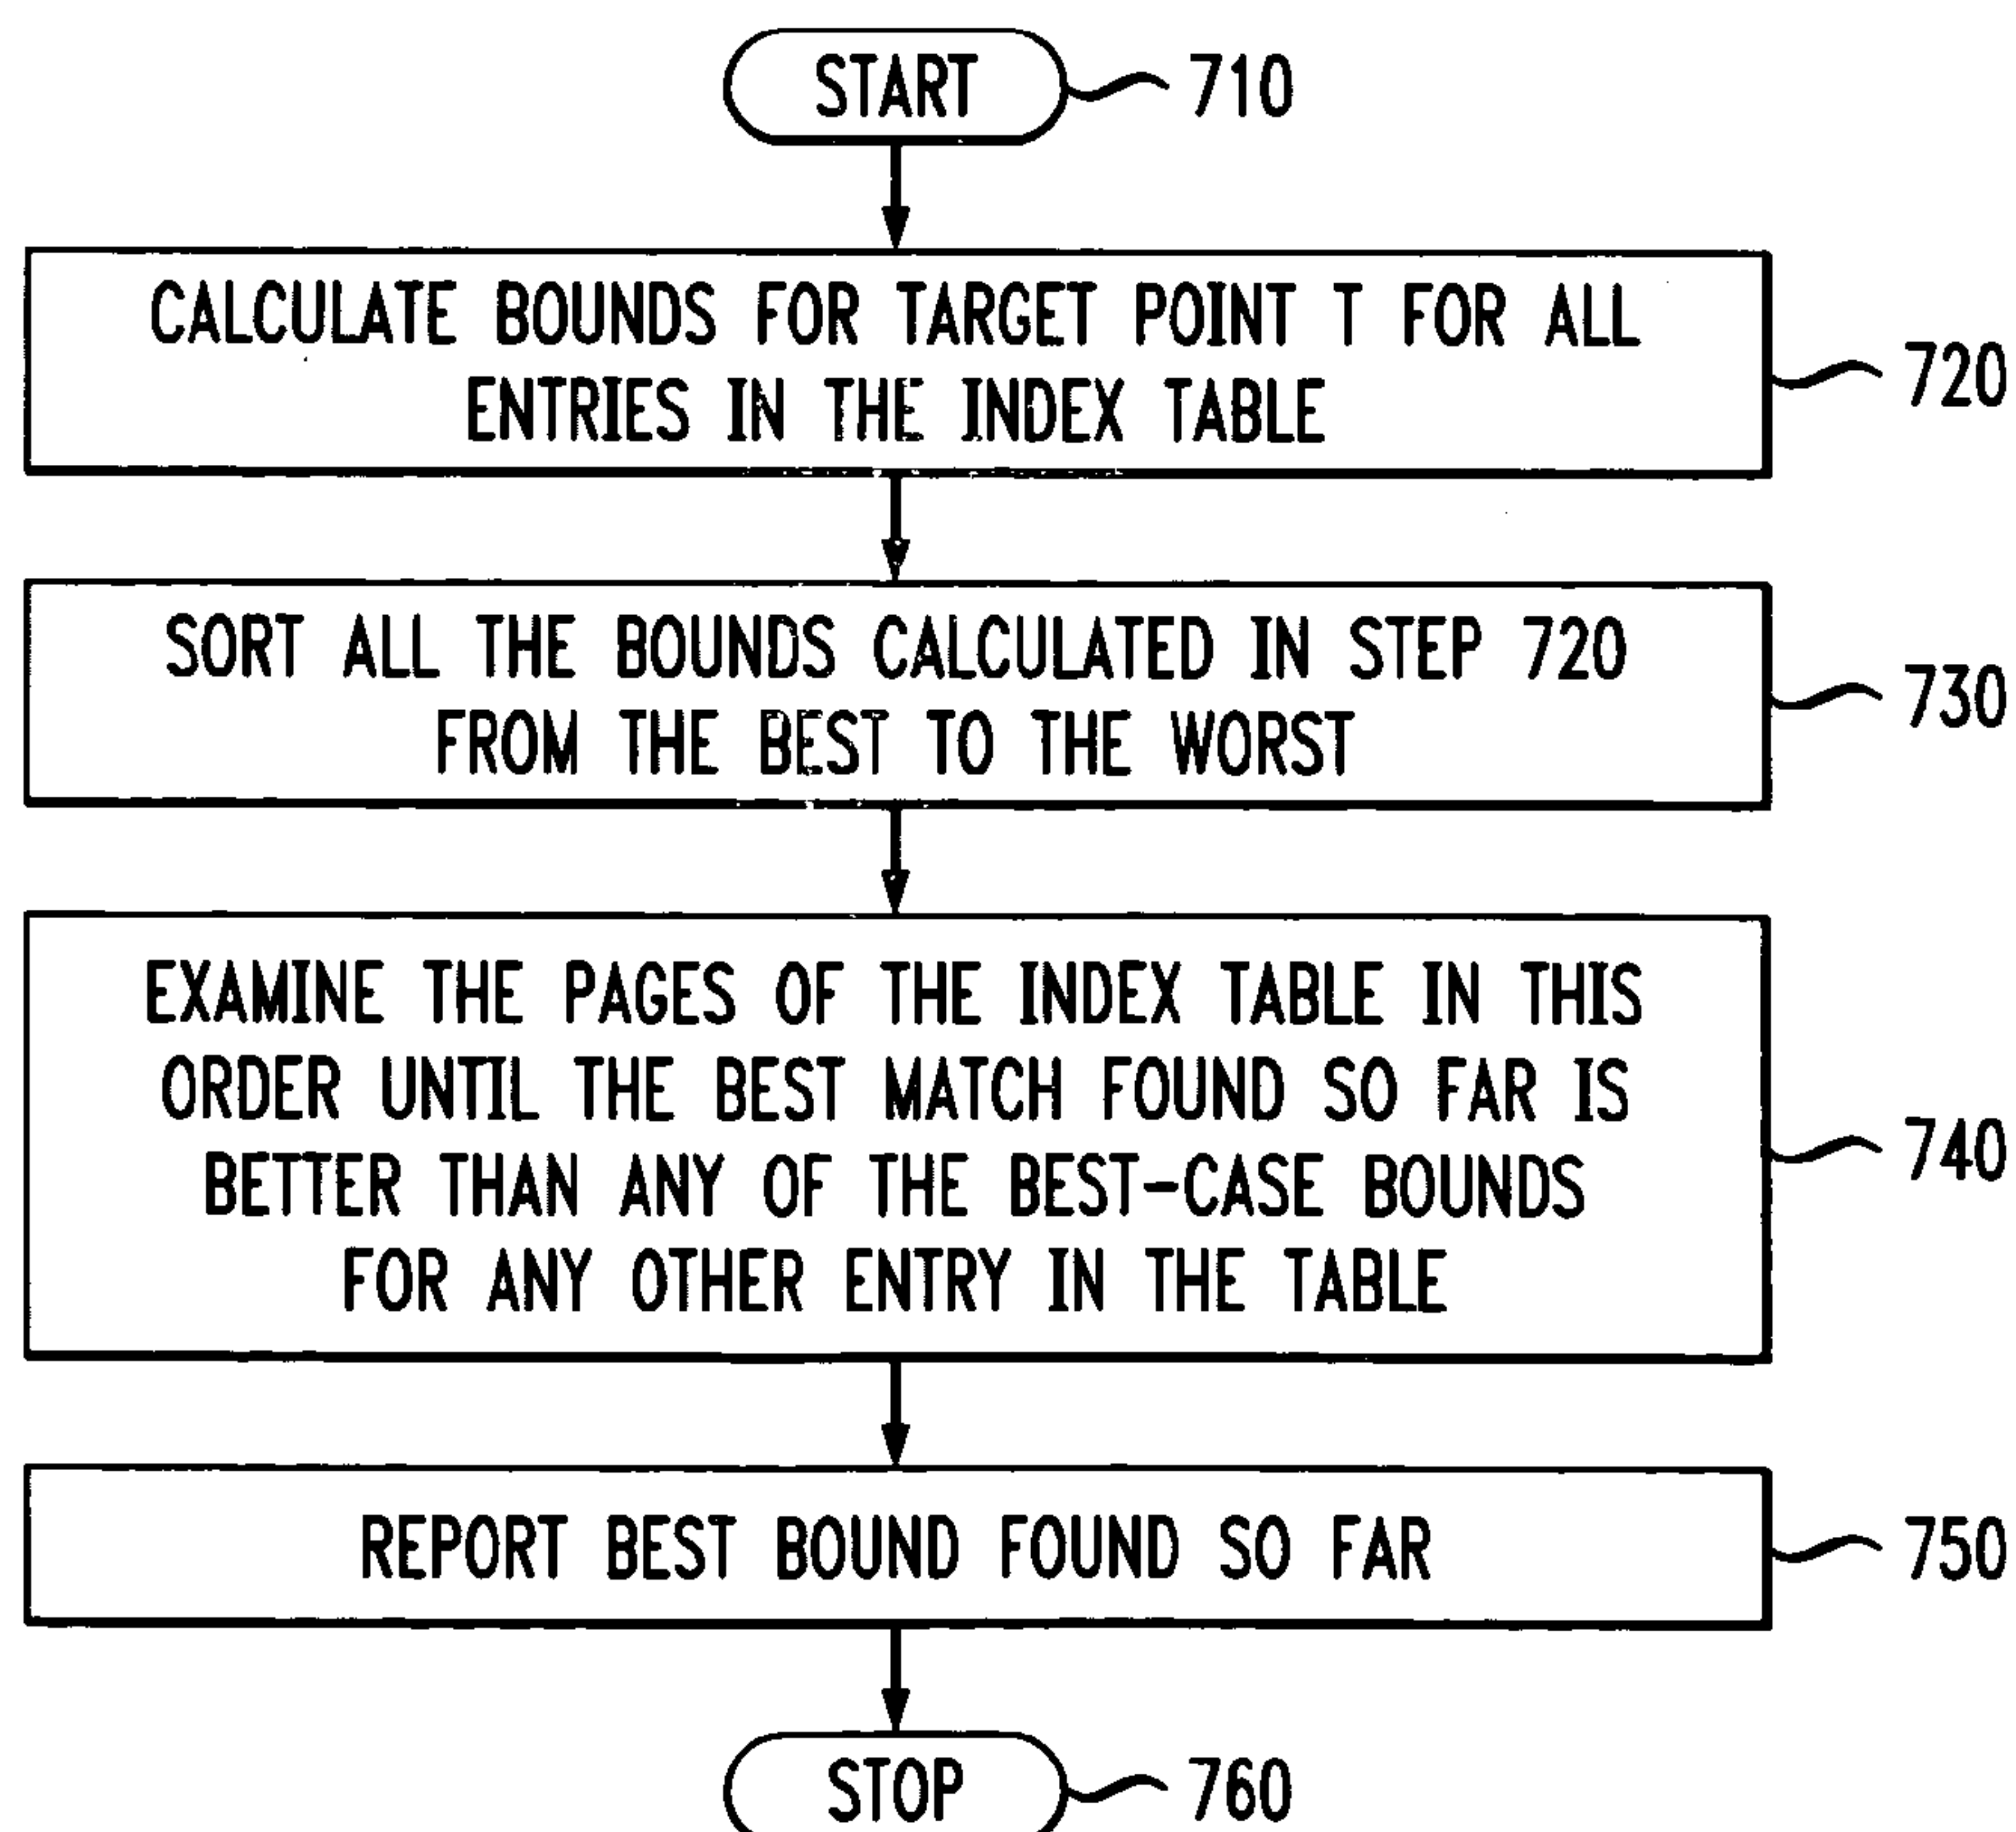 START
710
CALCULATE BOUNDS FOR TARGET POINT T FOR ALL
ENTRIES IN THE INDEX TABLE
720
SORT ALL THE BOUNDS CALCULATED IN STEP 720
FROM THE BEST TO THE WORST
730
EXAMINE THE PAGES OF THE INDEX TABLE IN THIS
ORDER UNTIL THE BEST MATCH FOUND SO FAR IS
BETTER THAN ANY OF THE BEST-CASE BOUNDS
FOR ANY OTHER ENTRY IN THE TABLE
740
REPORT BEST BOUND FOUND SO FAR
750
STOP
760